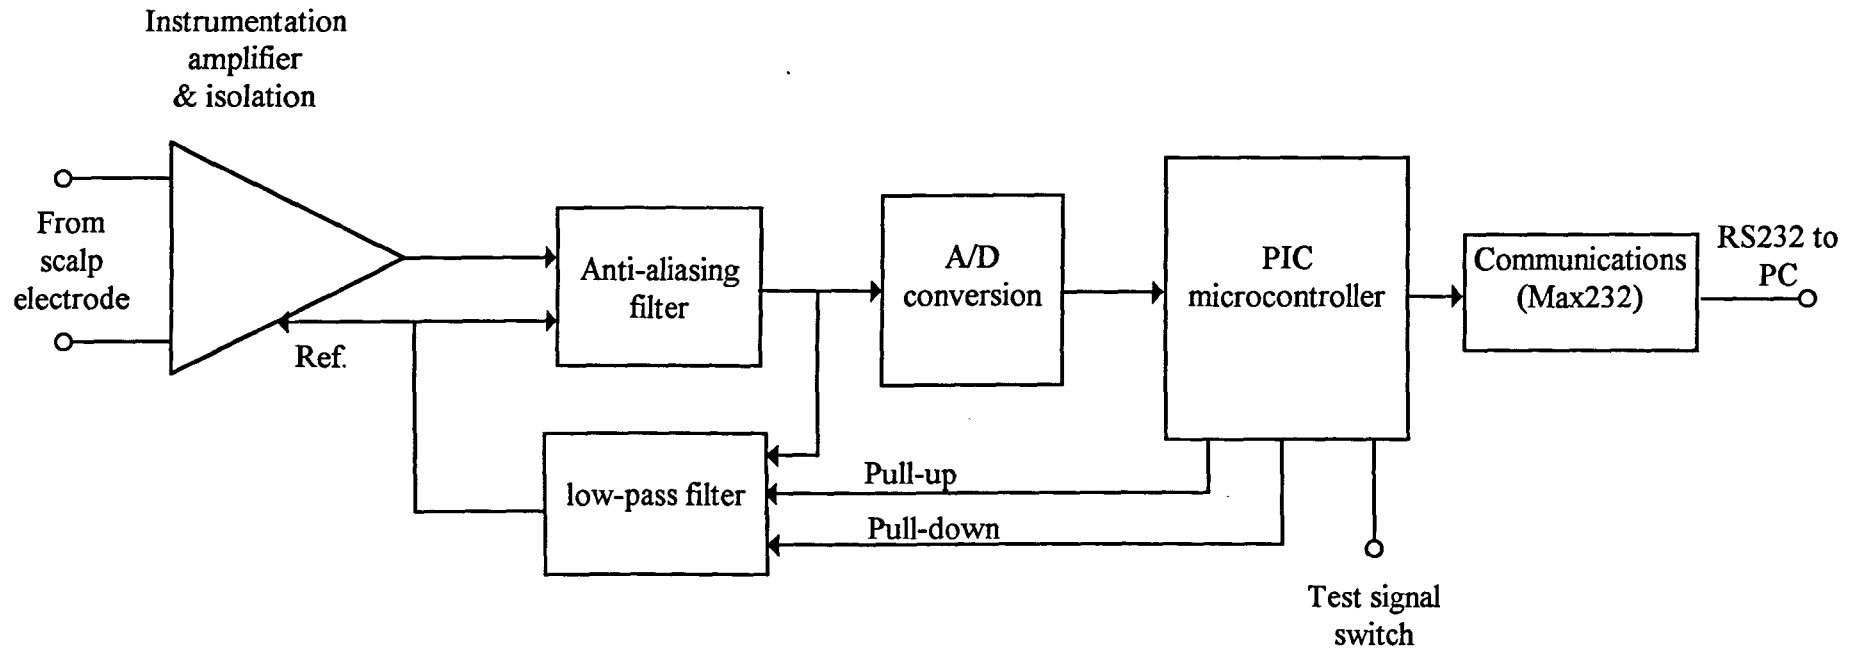 Instrumentation
amplifier
& isolation
From
scalp
electrode
Ref.
Anti-aliasing
filter
A/D
conversion
PIC
microcontroller
Communications
(Max232)
RS232 to
PC
low-pass filter
Pull-up
Pull-down
Test signal
switch